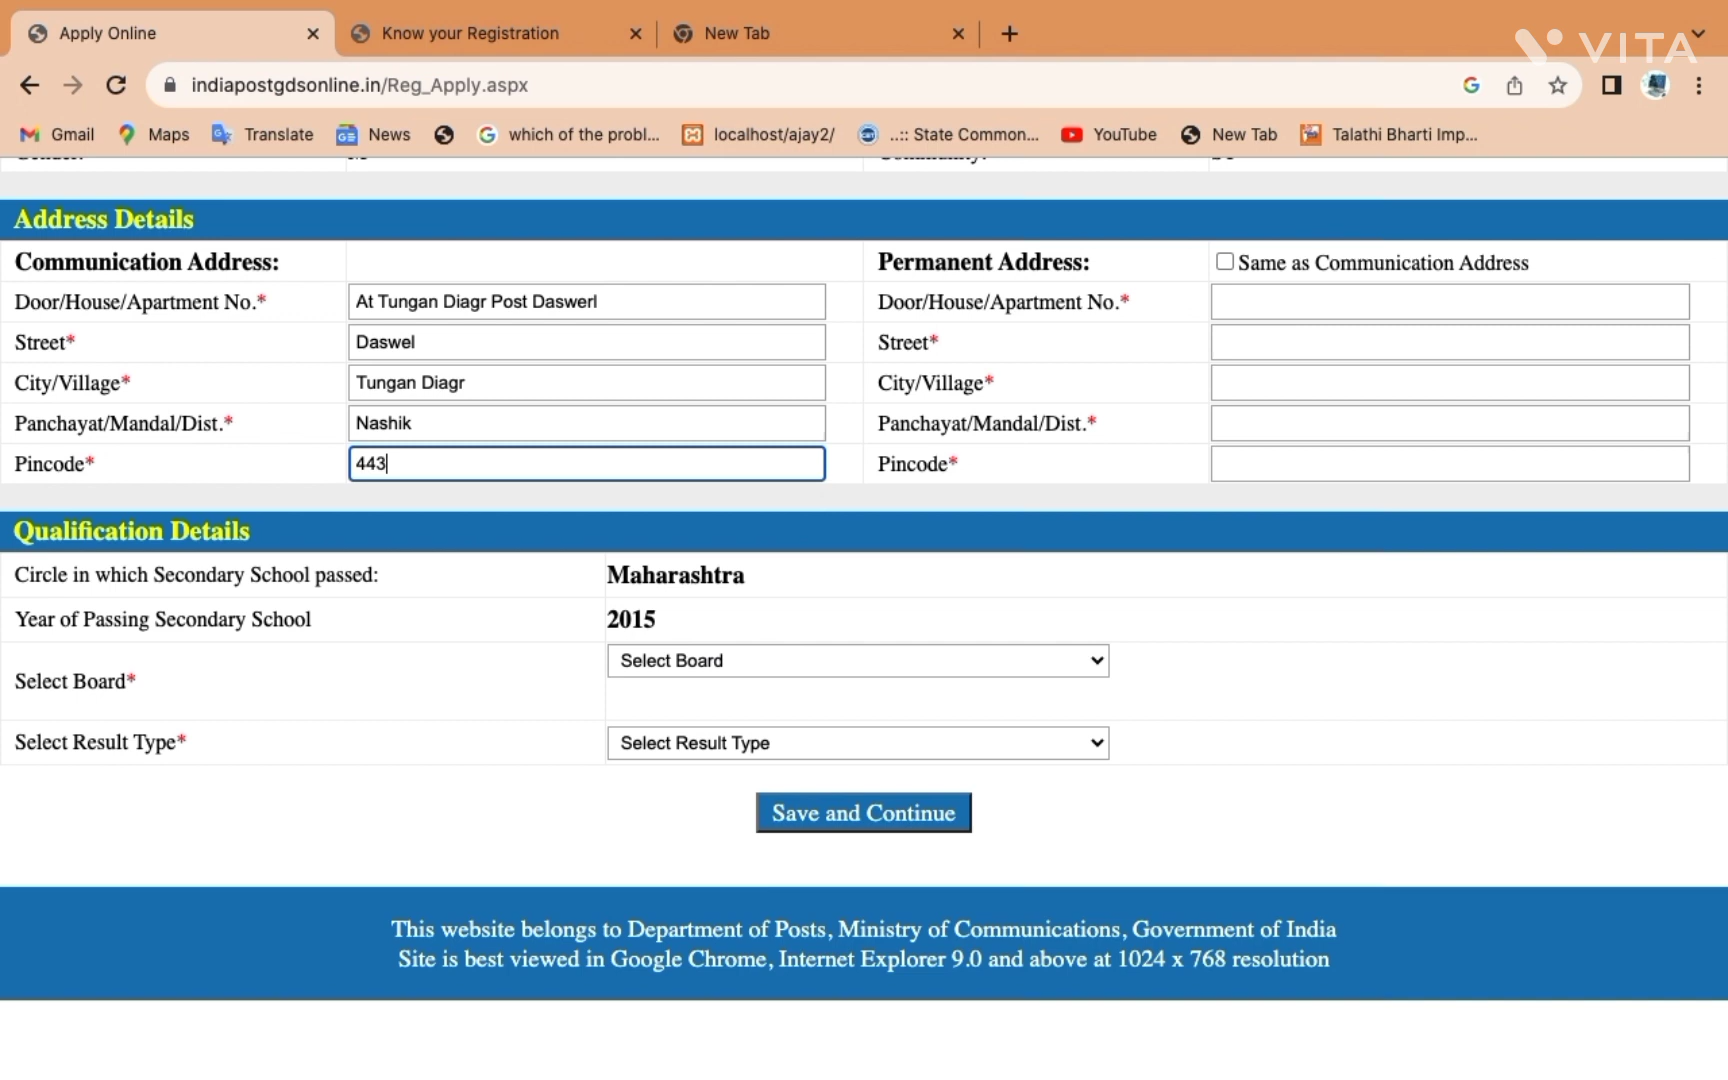 Apply Online
Know your Registration
New Tab
VITA
indiapostgdsonline.in/Reg_Apply.aspx
Gmail Maps Translate News which of the probl... localhost/ajay2/ ..:: State Common... YouTube New Tab Talathi Bharti Imp...
Address Details
Communication Address: Permanent Address: Same as Communication Address
Door/House/Apartment No.* At Tungan Diagr Post Daswerl Door/House/Apartment No.*
Street* Daswel Street*
City/Village* Tungan Diagr City/Village*
Panchayat/Mandal/Dist.* Nashik Panchayat/Mandal/Dist.*
Pincode* 443 Pincode*
Qualification Details
Circle in which Secondary School passed: Maharashtra
Year of Passing Secondary School 2015
Select Board* Select Board
Select Result Type* Select Result Type
Save and Continue
This website belongs to Department of Posts, Ministry of Communications, Government of India
Site is best viewed in Google Chrome, Internet Explorer 9.0 and above at 1024 x 768 resolution